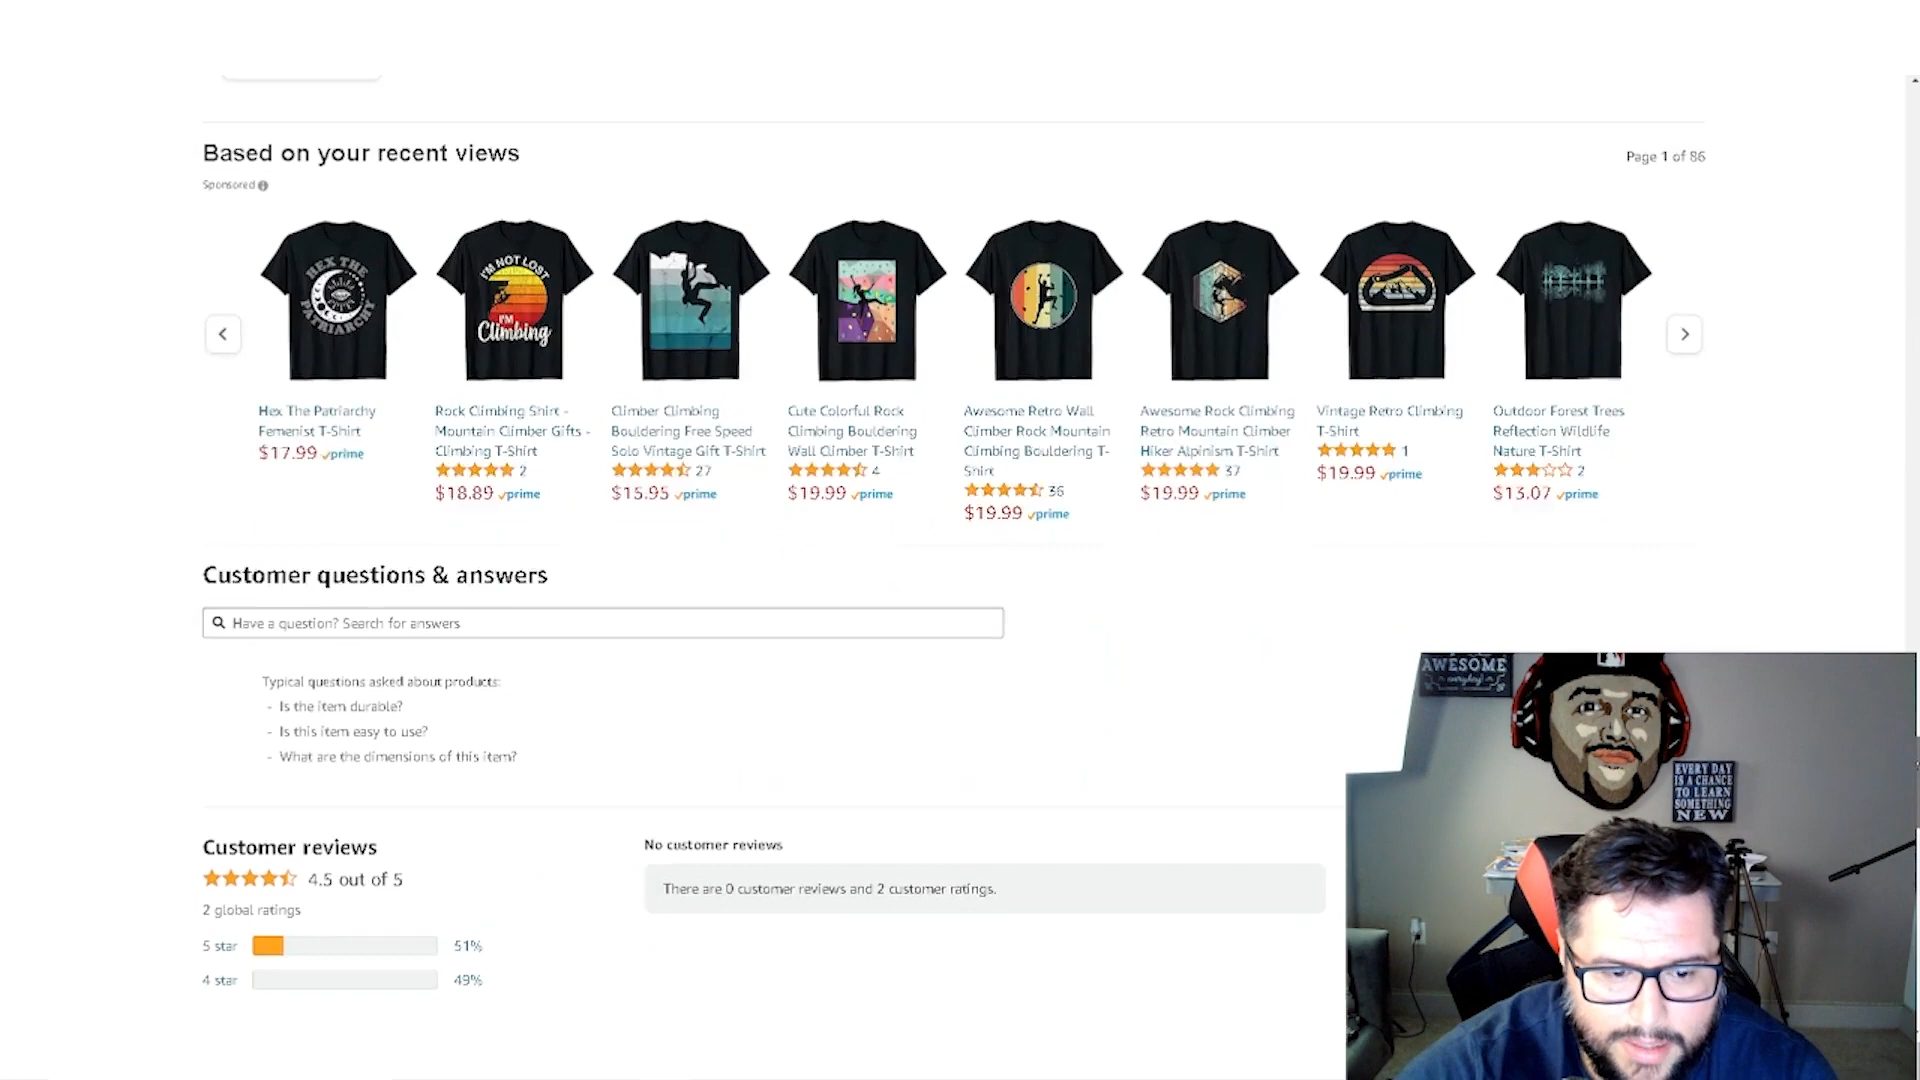 Based on your recent views
Page 1 of 86
Sponsored
HEX THE
PATRIARCHY
I'M NOT LOST
I'M
Climbing
Hex The Patriarchy
Femenist T-Shirt
$17.99 prime
Rock Climbing Shirt -
Mountain Climber Gifts -
Climbing T-Shirt
2
$18.89 prime
Climber Climbing
Bouldering Free Speed
Solo Vintage Gift T-Shirt
27
$15.95 prime
Cute Colorful Rock
Climbing Bouldering
Wall Climber T-Shirt
4
$19.99 prime
Awesome Retro Wall
Climber Rock Mountain
Climbing Bouldering T-
Shirt
36
$19.99 prime
Awesome Rock Climbing
Retro Mountain Climber
Hiker Alpinism T-Shirt
37
$19.99 prime
Vintage Retro Climbing
T-Shirt
1
$19.99 prime
Outdoor Forest Trees
Reflection Wildlife
Nature T-Shirt
2
$13.07 prime
Customer questions & answers
Have a question? Search for answers
Typical questions asked about products:
- Is the item durable?
- Is this item easy to use?
- What are the dimensions of this item?
Customer reviews
4.5 out of 5
2 global ratings
5 star 51%
4 star 49%
No customer reviews
There are 0 customer reviews and 2 customer ratings.
AWESOME
everyday
EVERY DAY
IS A CHANCE
TO LEARN
SOMETHING
NEW